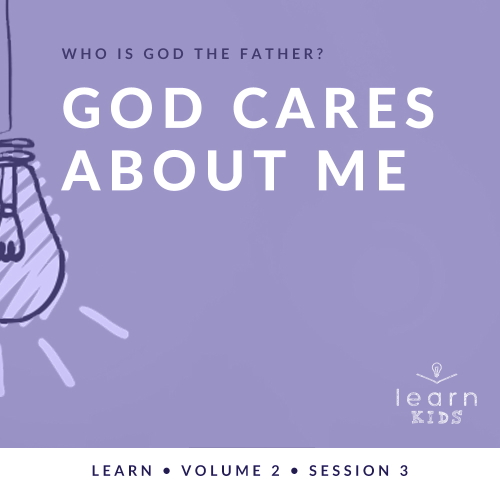 WHO IS GOD THE FATHER?
GOD CARES
ABOUT ME
learn
KIDS
LEARN • VOLUME 2 • SESSION 3